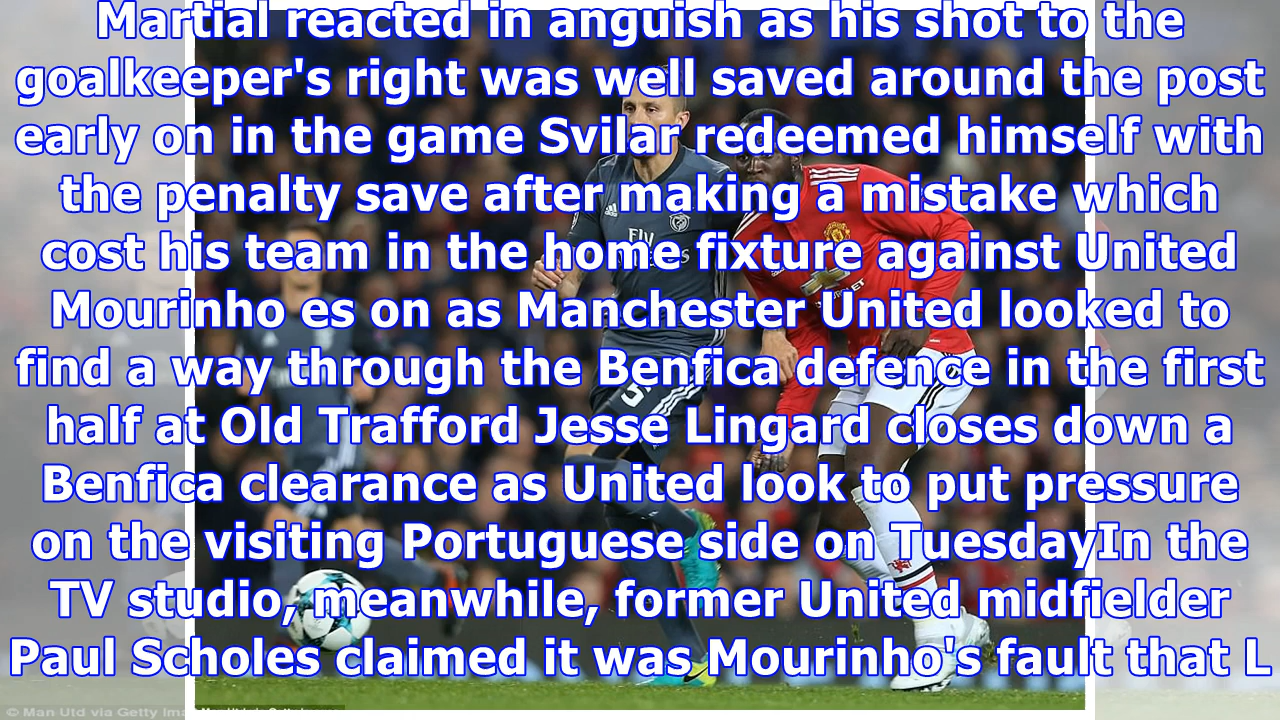 Martial reacted in anguish as his shot to the
goalkeeper's right was well saved around the post
early on in the game Svilar redeemed himself with
the penalty save after making a mistake which
cost his team in the home fixture against United
Mourinho es on as Manchester United looked to
find a way through the Benfica defence in the first
half at Old Trafford Jesse Lingard closes down a
Benfica clearance as United look to put pressure
on the visiting Portuguese side on TuesdayIn the
TV studio, meanwhile, former United midfielder
Paul Scholes claimed it was Mourinho's fault that L
© Man Utd via Getty